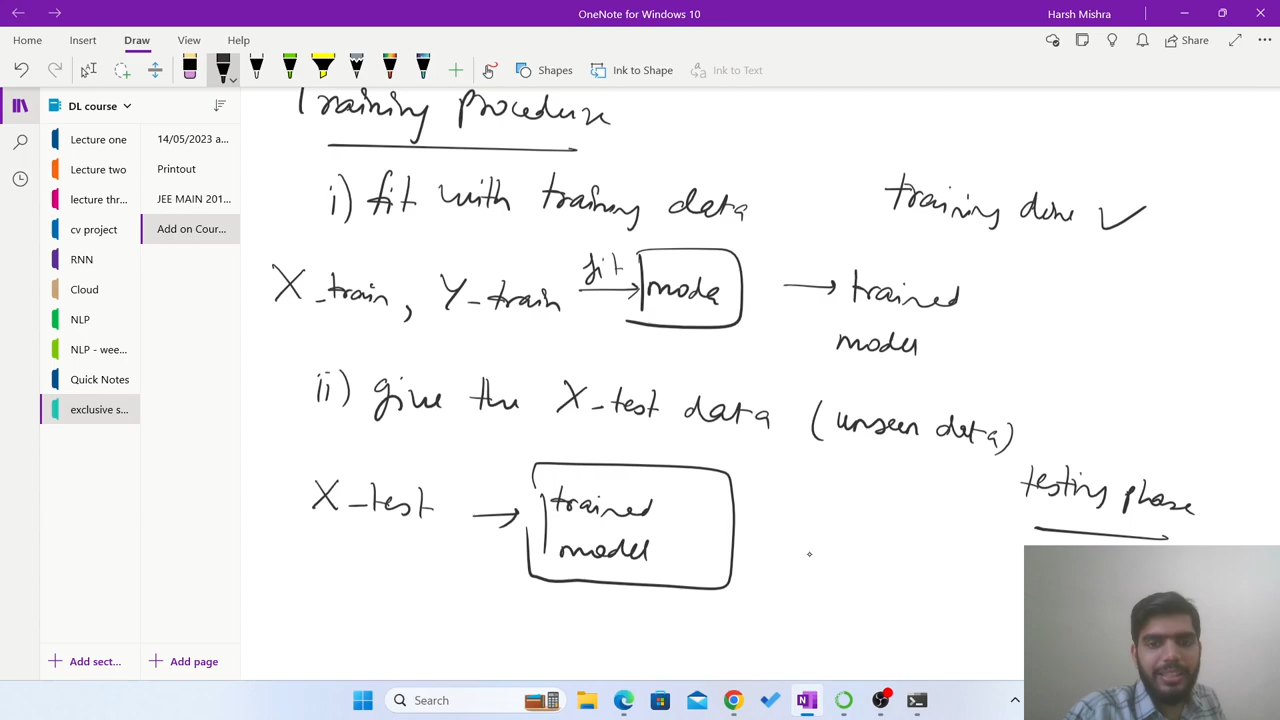 OneNote for Windows 10
Harsh Mishra
Home Insert Draw View Help
Share
Shapes Ink to Shape Ink to Text
DL course
Lecture one
Lecture two
lecture thr...
cv project
RNN
Cloud
NLP
NLP - wee...
Quick Notes
exclusive s...
14/05/2023 a...
Printout
JEE MAIN 201...
Add on Cour...
Training procedure
i) fit with training data
training done ✓
X_train, Y_train fit → model → trained
model
ii) give the X_test data (unseen data)
testing phase
X_test → trained
model
+ Add sect...
+ Add page
Search